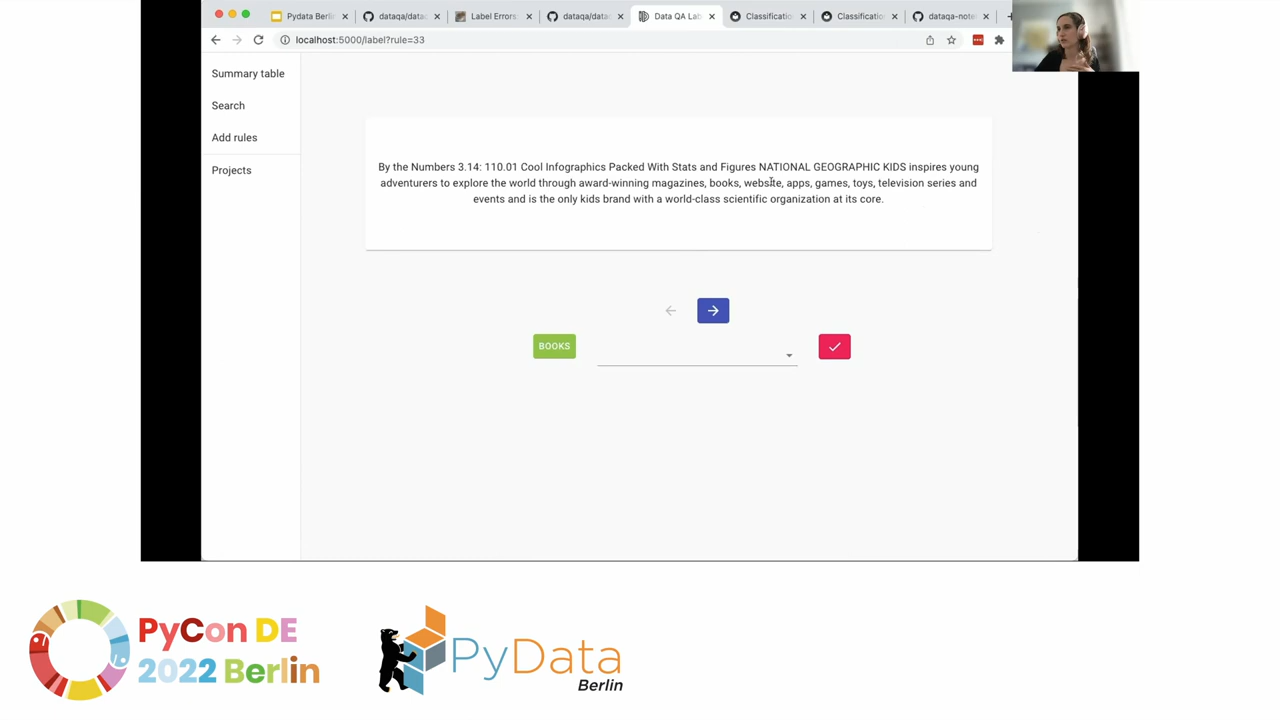 Pydata Berlin
dataqa/datac
Label Errors:
dataqa/datac
Data QA Lab
Classificatio
Classificatio
dataqa-note
localhost:5000/label?rule=33
Summary table
Search
Add rules
Projects
By the Numbers 3.14: 110.01 Cool Infographics Packed With Stats and Figures NATIONAL GEOGRAPHIC KIDS inspires young
adventurers to explore the world through award-winning magazines, books, website, apps, games, toys, television series and
events and is the only kids brand with a world-class scientific organization at its core.
BOOKS
PyCon DE
2022 Berlin
PyData
Berlin